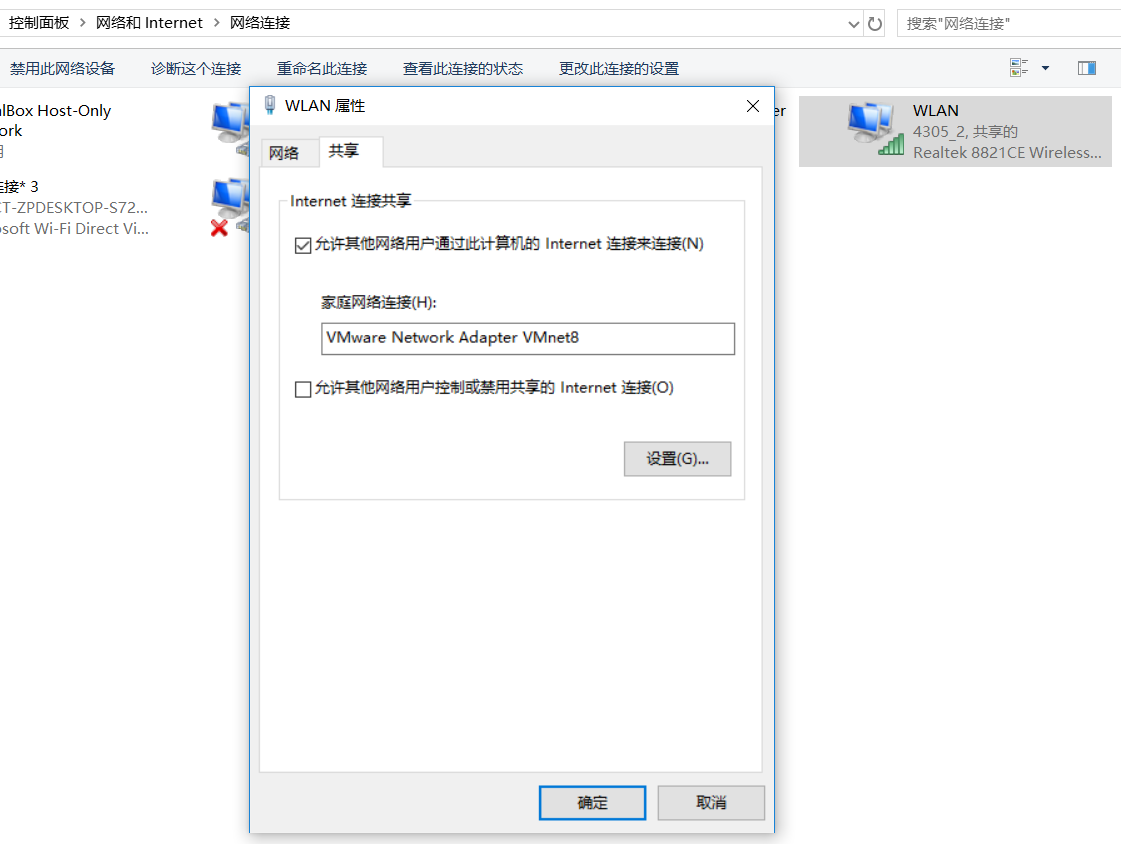 控制面板 > 网络和 Internet > 网络连接
搜索"网络连接"
禁用此网络设备 诊断这个连接 重命名此连接 查看此连接的状态 更改此连接的设置
lBox Host-Only
ork
连接* 3
CT-ZPDESKTOP-S72...
soft Wi-Fi Direct Vi...
er
WLAN
4305_2, 共享的
Realtek 8821CE Wireless...
WLAN 属性
网络 共享
Internet 连接共享
允许其他网络用户通过此计算机的 Internet 连接来连接(N)
家庭网络连接(H):
VMware Network Adapter VMnet8
允许其他网络用户控制或禁用共享的 Internet 连接(O)
设置(G)...
确定 取消